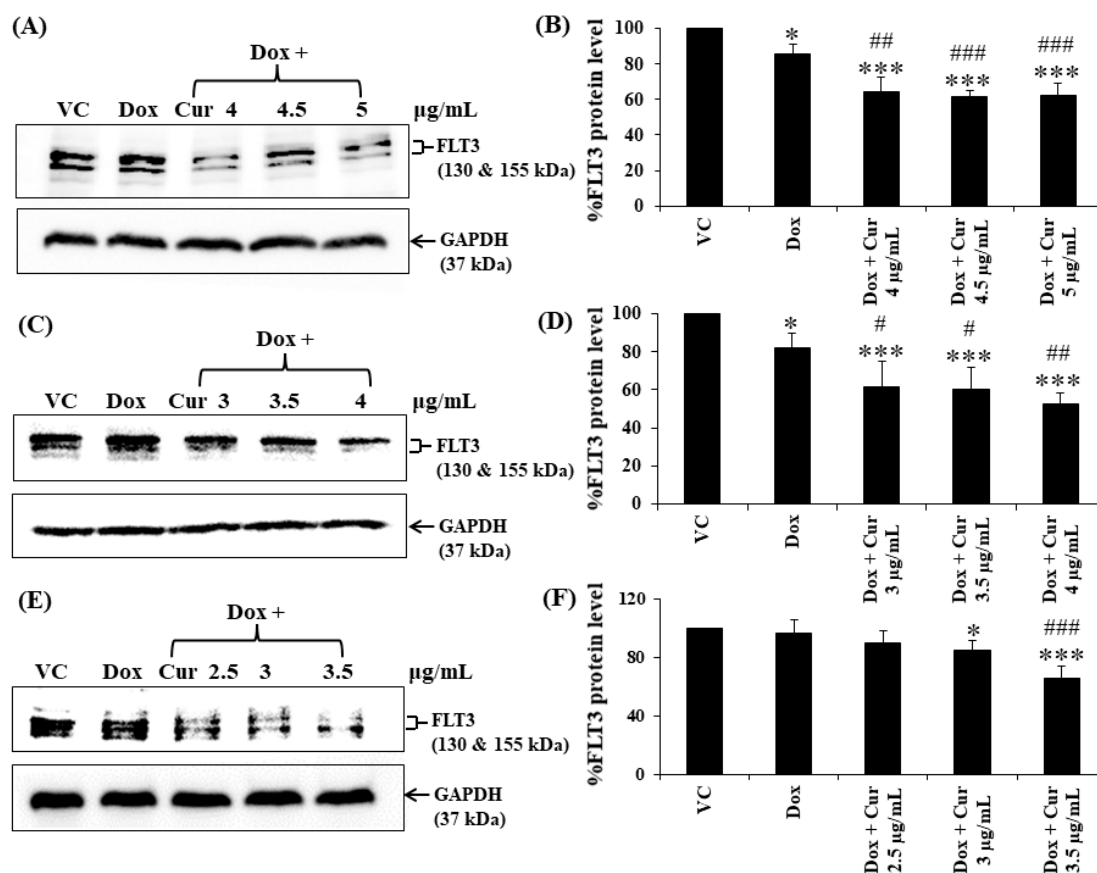 (A)
Dox +
VC Dox Cur 4 4.5 5 µg/mL
FLT3
(130 & 155 kDa)
GAPDH
(37 kDa)
(B)
%FLT3 protein level
100
80
60
40
20
0
*
##
***
###
***
###
***
VC
Dox
Dox + Cur
4 µg/mL
Dox + Cur
4.5 µg/mL
Dox + Cur
5 µg/mL
(C)
Dox +
VC Dox Cur 3 3.5 4 µg/mL
FLT3
(130 & 155 kDa)
GAPDH
(37 kDa)
(D)
%FLT3 protein level
100
80
60
40
20
0
*
#
***
#
***
##
***
VC
Dox
Dox + Cur
3 µg/mL
Dox + Cur
3.5 µg/mL
Dox + Cur
4 µg/mL
(E)
Dox +
VC Dox Cur 2.5 3 3.5 µg/mL
FLT3
(130 & 155 kDa)
GAPDH
(37 kDa)
(F)
%FLT3 protein level
120
80
40
0
*
###
***
VC
Dox
Dox + Cur
2.5 µg/mL
Dox + Cur
3 µg/mL
Dox + Cur
3.5 µg/mL